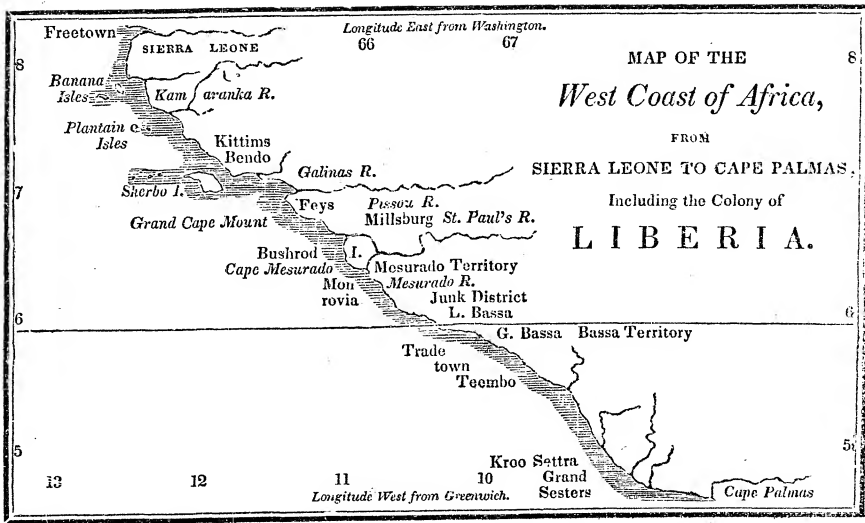 Longitude East from Washington.
66 67
MAP OF THE
West Coast of Africa,
FROM
SIERRA LEONE TO CAPE PALMAS,
Including the Colony of
LIBERIA.
Freetown
SIERRA LEONE
8 8
Banana
Isles
Kam aranka R.
Plantain
Isles
Kittims
Bendo
Galinas R.
7
Sherbo I.
Feys
Pissou R.
Grand Cape Mount
Millsburg St. Paul's R.
Bushrod I.
Cape Mesurado
Mesurado Territory
Mon
rovia
Mesurado R.
Junk District
L. Bassa
6 6
G. Bassa Bassa Territory
Trade
town
Teembo
5 5
Kroo Settra
Grand
Sesters
Cape Palmas
13 12 11 10
Longitude West from Greenwich.